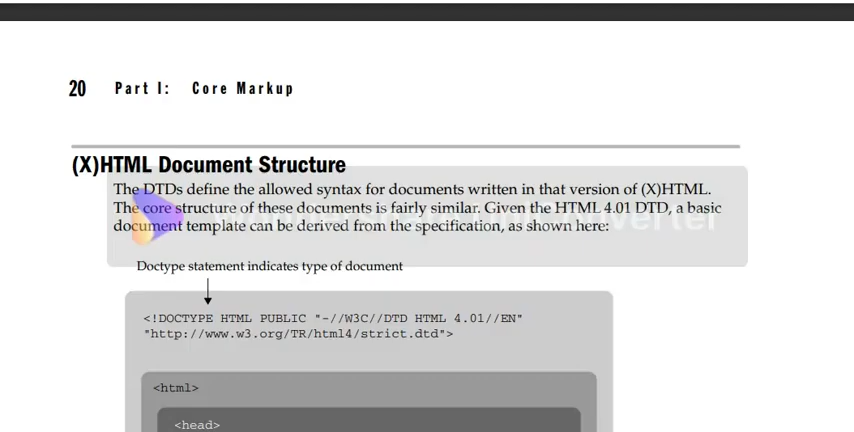 20 Part I: Core Markup
(X)HTML Document Structure
The DTDs define the allowed syntax for documents written in that version of (X)HTML.
The core structure of these documents is fairly similar. Given the HTML 4.01 DTD, a basic
document template can be derived from the specification, as shown here:
Doctype statement indicates type of document
<!DOCTYPE HTML PUBLIC "-//W3C//DTD HTML 4.01//EN"
"http://www.w3.org/TR/html4/strict.dtd">
<html>
<head>